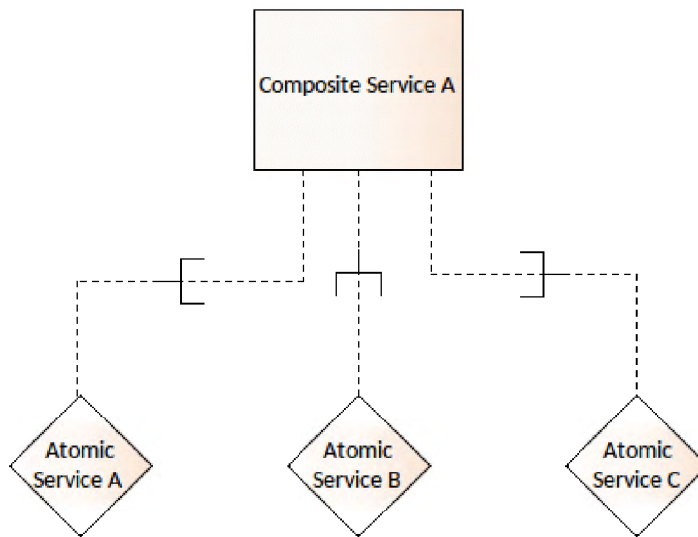 Composite Service A
Atomic
Service A
Atomic
Service B
Atomic
Service C